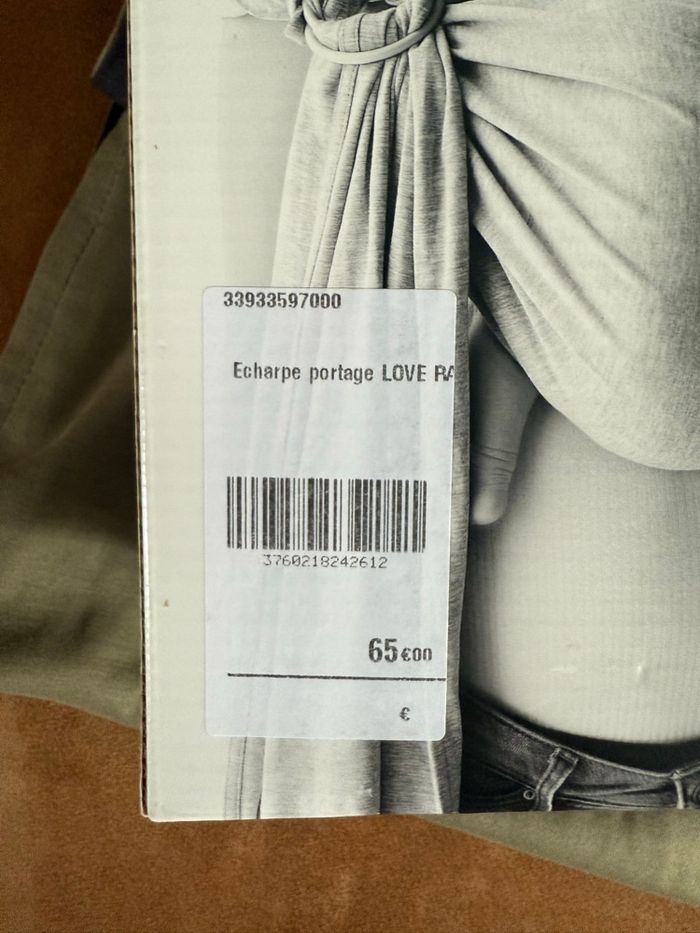 33933597000
Echarpe portage LOVE RA
3760218242612
65€00
€